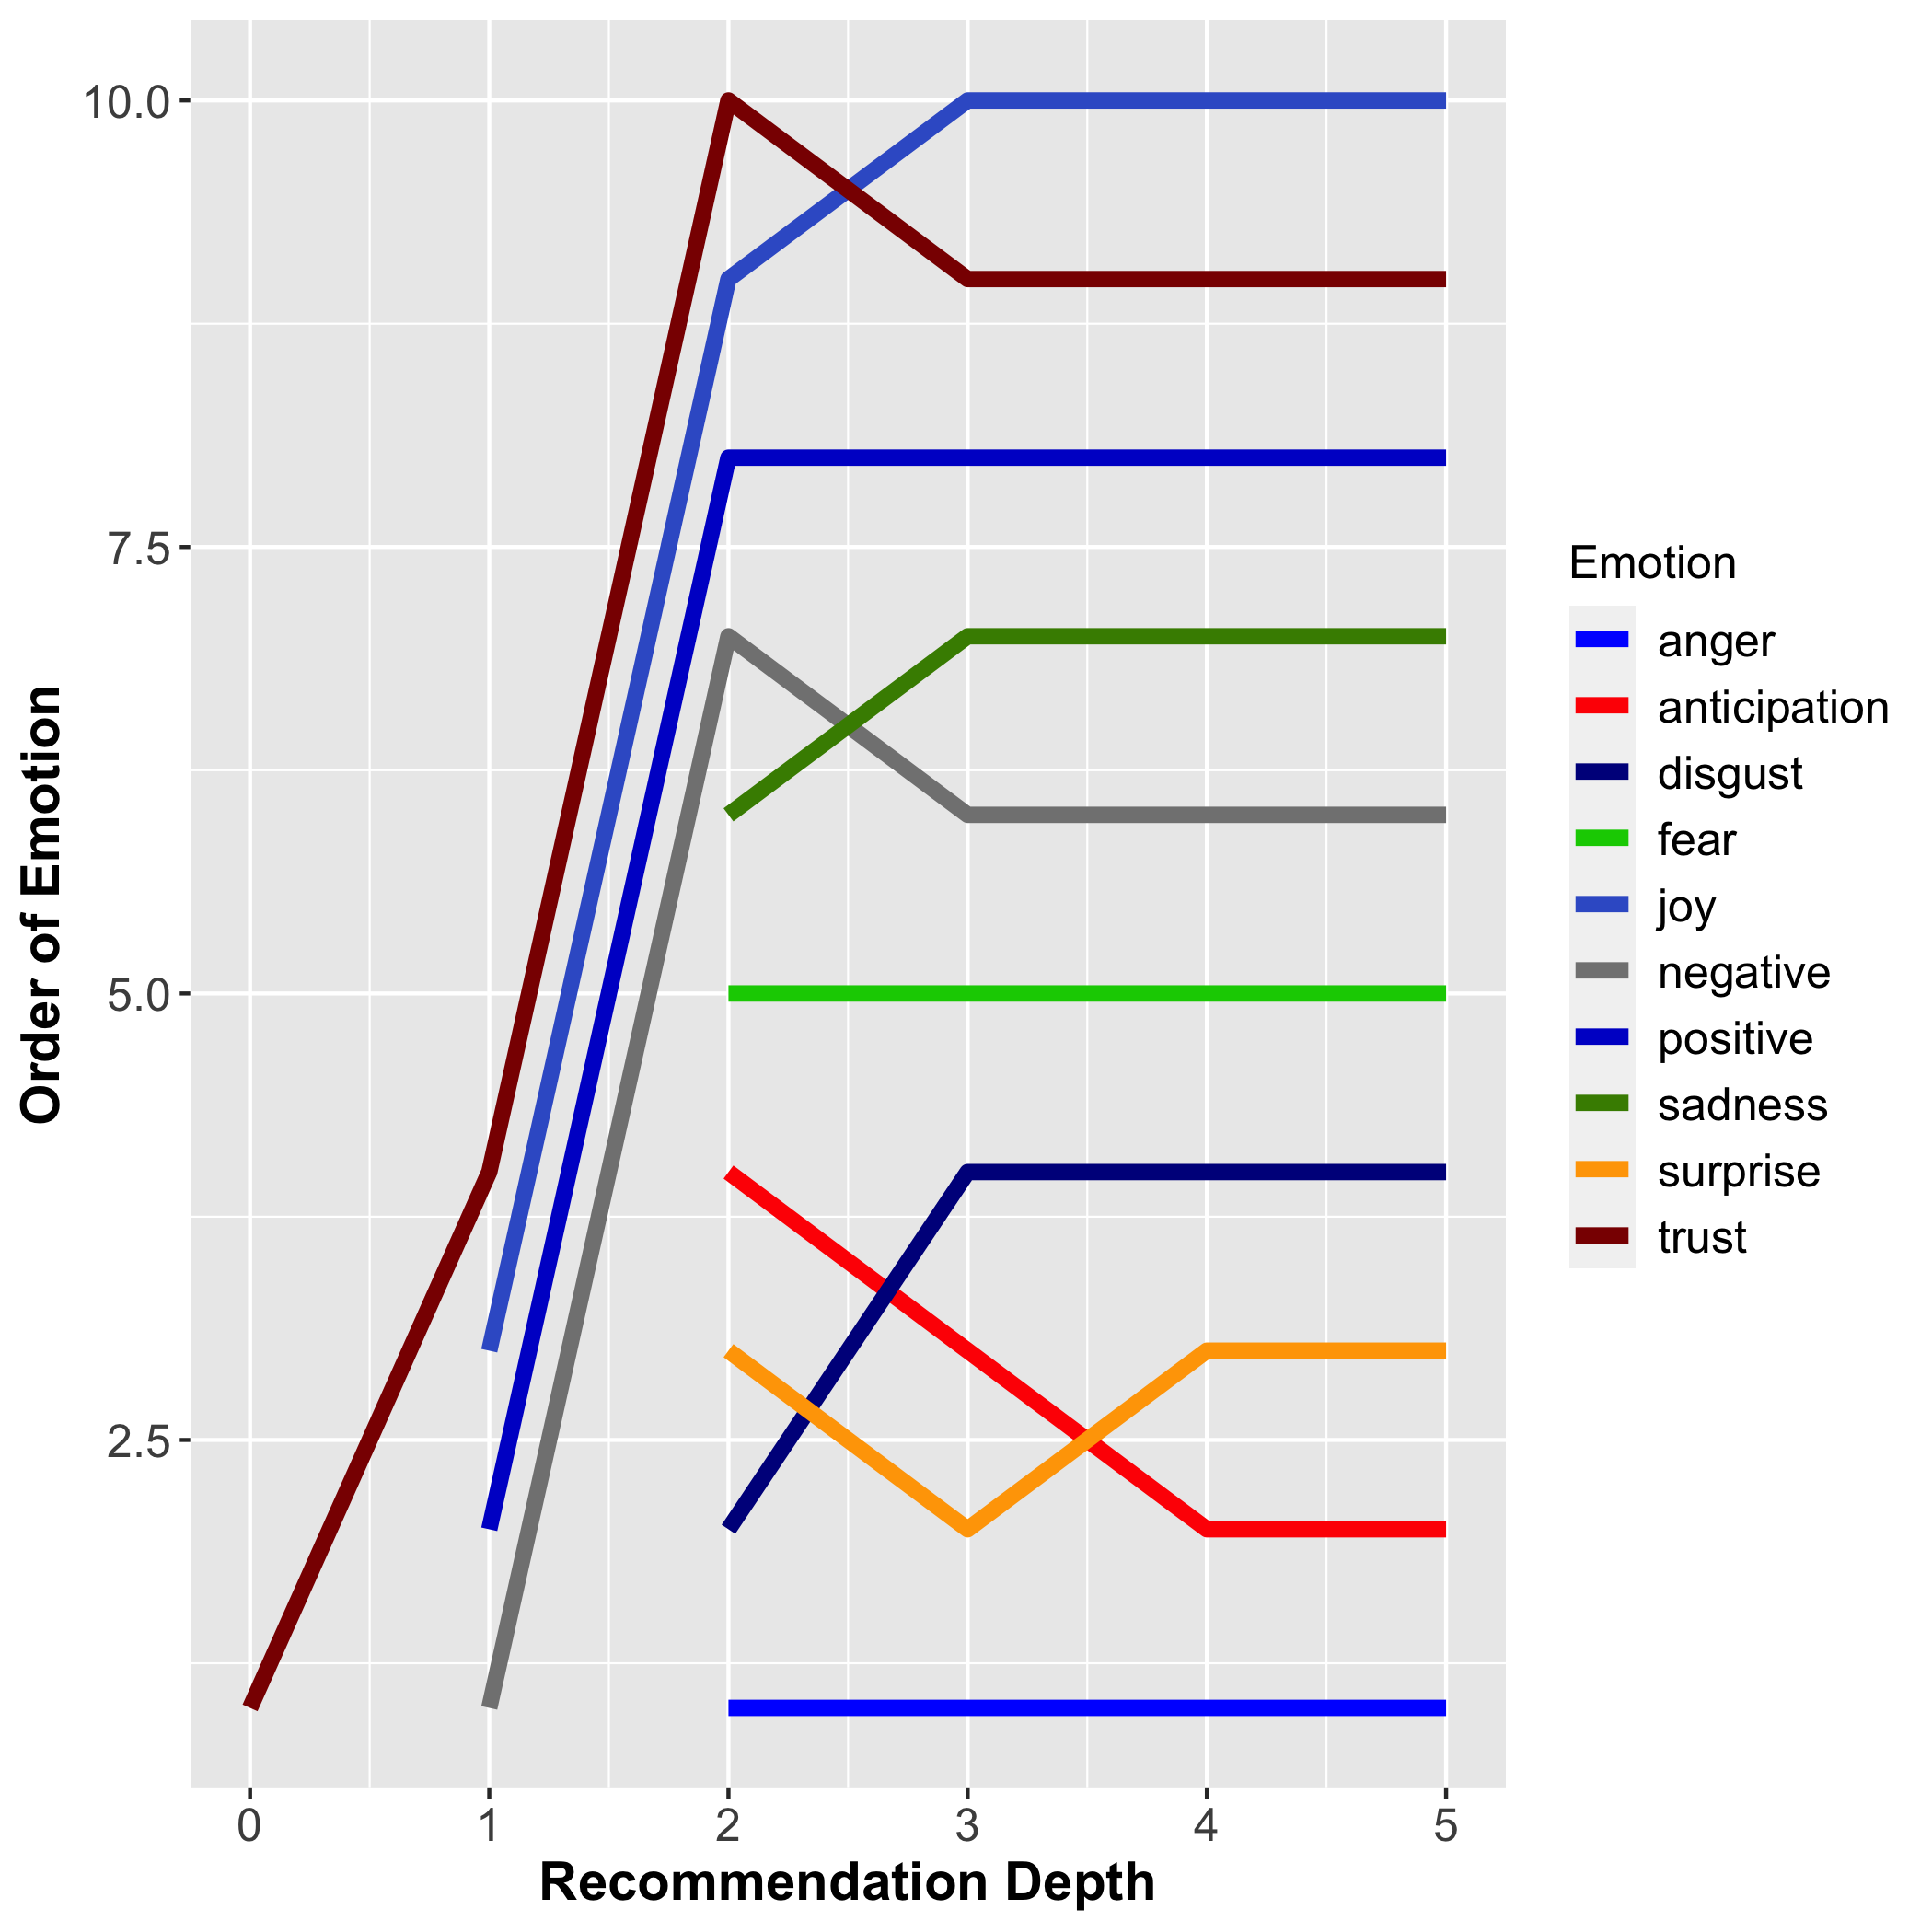 10.0
7.5
5.0
2.5
Order of Emotion
0 1 2 3 4 5
Recommendation Depth
Emotion
anger
anticipation
disgust
fear
joy
negative
positive
sadness
surprise
trust